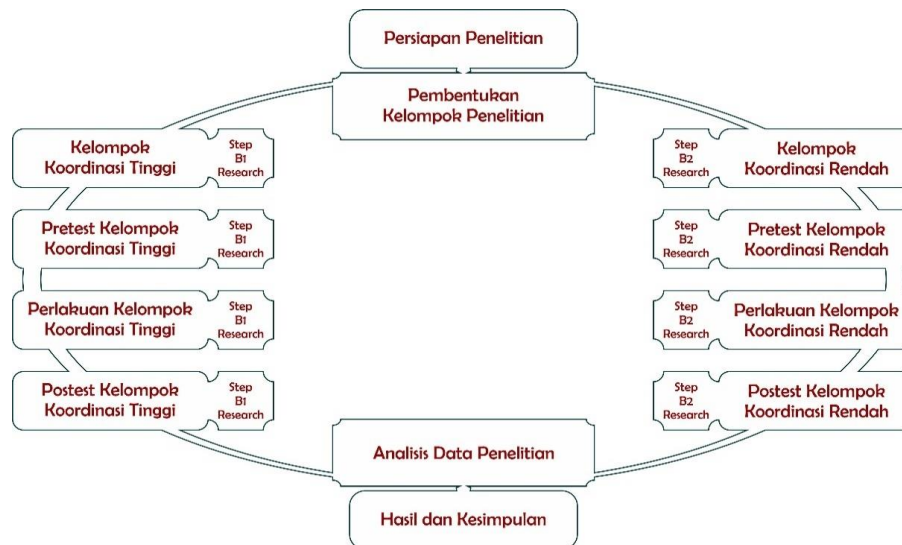 Persiapan Penelitian
Pembentukan
Kelompok Penelitian
Kelompok
Koordinasi Tinggi
Step
B1
Research
Pretest Kelompok
Koordinasi Tinggi
Step
B1
Research
Perlakuan Kelompok
Koordinasi Tinggi
Step
B1
Research
Postest Kelompok
Koordinasi Tinggi
Step
B1
Research
Step
B2
Research
Kelompok
Koordinasi Rendah
Step
B2
Research
Pretest Kelompok
Koordinasi Rendah
Step
B2
Research
Perlakuan Kelompok
Koordinasi Rendah
Step
B2
Research
Postest Kelompok
Koordinasi Rendah
Analisis Data Penelitian
Hasil dan Kesimpulan